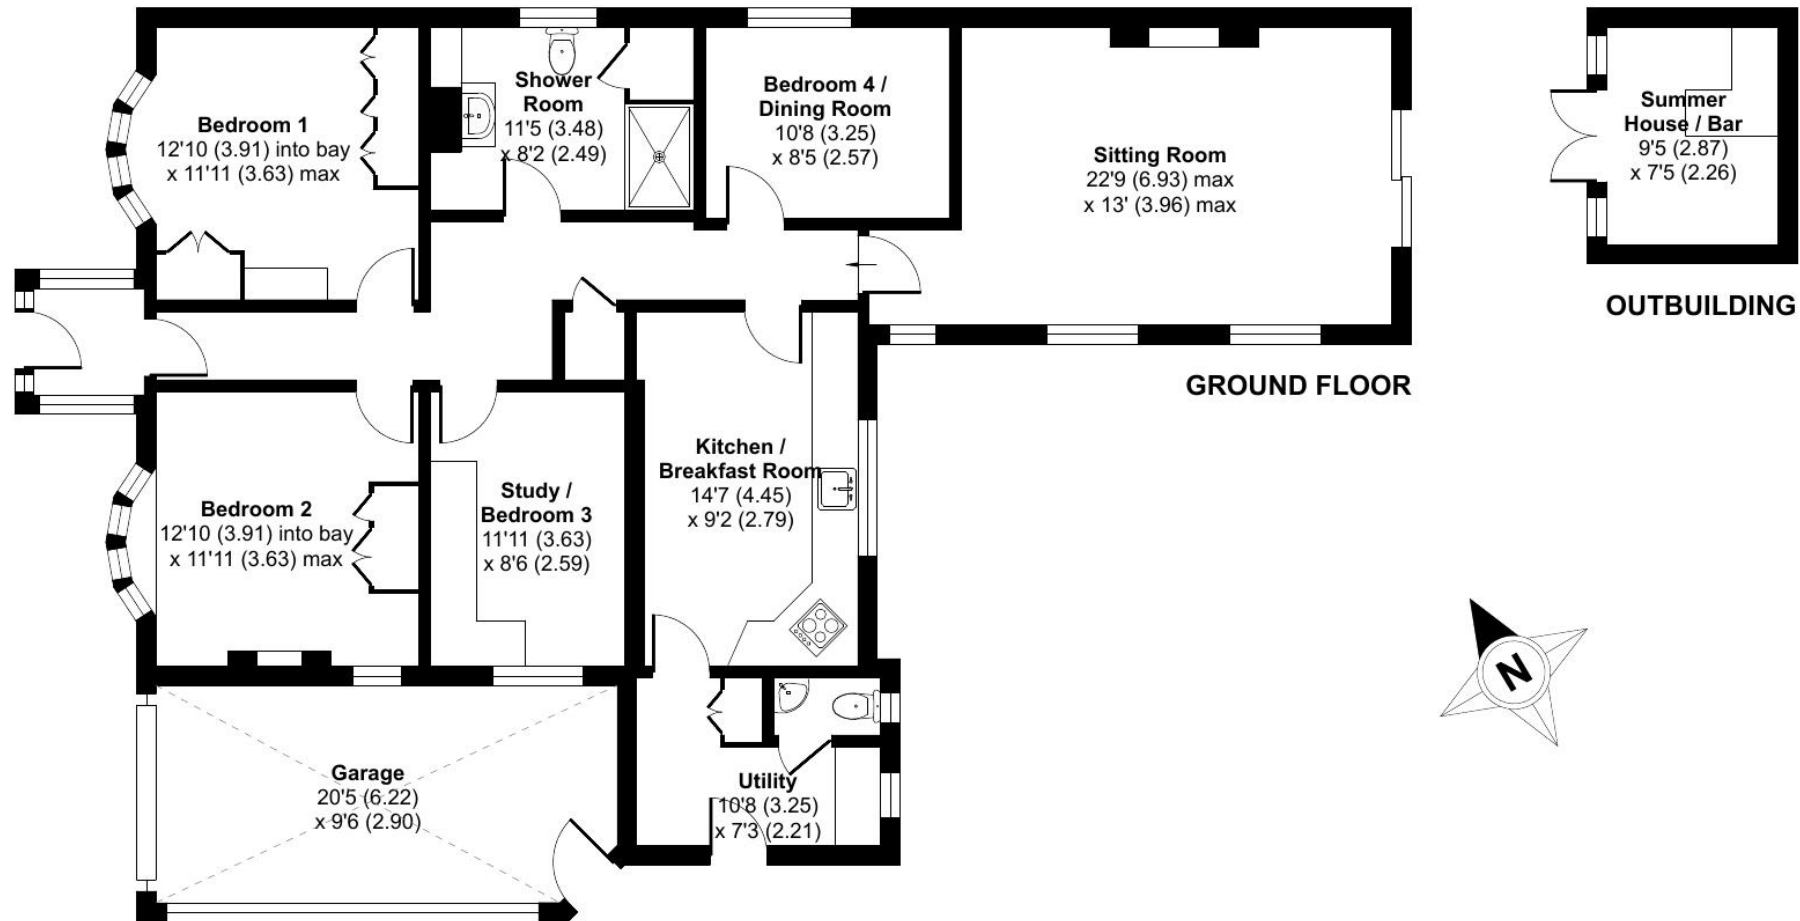 Bedroom 1
12'10 (3.91) into bay
x 11'11 (3.63) max
Shower
Room
11'5 (3.48)
x 8'2 (2.49)
Bedroom 4 /
Dining Room
10'8 (3.25)
x 8'5 (2.57)
Sitting Room
22'9 (6.93) max
x 13' (3.96) max
Summer
House / Bar
9'5 (2.87)
x 7'5 (2.26)
OUTBUILDING
GROUND FLOOR
Bedroom 2
12'10 (3.91) into bay
x 11'11 (3.63) max
Study /
Bedroom 3
11'11 (3.63)
x 8'6 (2.59)
Kitchen /
Breakfast Room
14'7 (4.45)
x 9'2 (2.79)
N
Garage
20'5 (6.22)
x 9'6 (2.90)
Utility
10'8 (3.25)
x 7'3 (2.21)